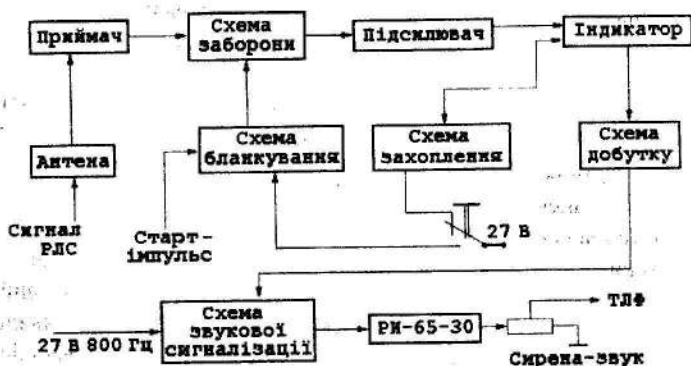 Приймач
Схема
заборони
Підсилювач
Індикатор
Антена
Схема
бланкування
Схема
захоплення
Схема
добутку
Сигнал
РЛС
Старт-
імпульс
27 В
27 В 800 Гц
Схема
звукової
сигналізації
РИ-65-30
ТЛФ
Сирена-звук